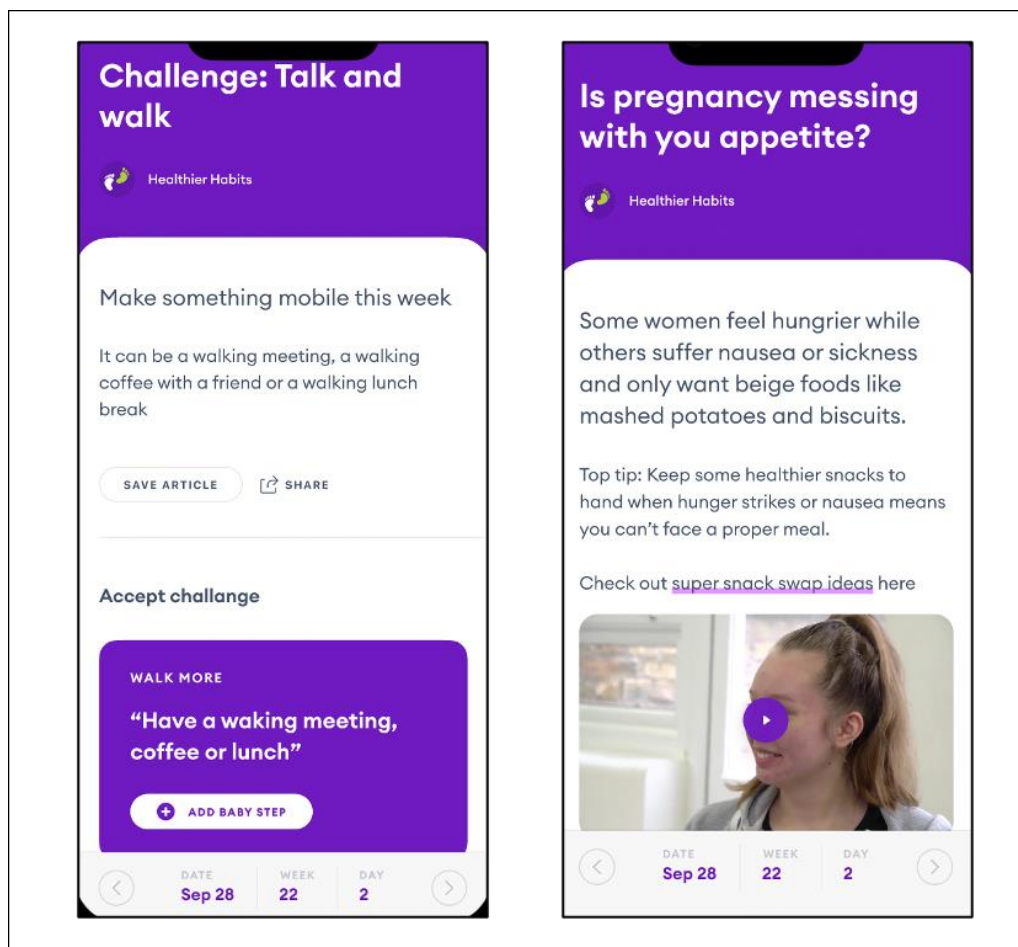 Challenge: Talk and
walk
Healthier Habits
Make something mobile this week
It can be a walking meeting, a walking
coffee with a friend or a walking lunch
break
SAVE ARTICLE
SHARE
Accept challange
WALK MORE
“Have a waking meeting,
coffee or lunch”
ADD BABY STEP
DATE WEEK DAY
Sep 28 22 2
Is pregnancy messing
with you appetite?
Healthier Habits
Some women feel hungrier while
others suffer nausea or sickness
and only want beige foods like
mashed potatoes and biscuits.
Top tip: Keep some healthier snacks to
hand when hunger strikes or nausea means
you can’t face a proper meal.
Check out super snack swap ideas here
DATE WEEK DAY
Sep 28 22 2